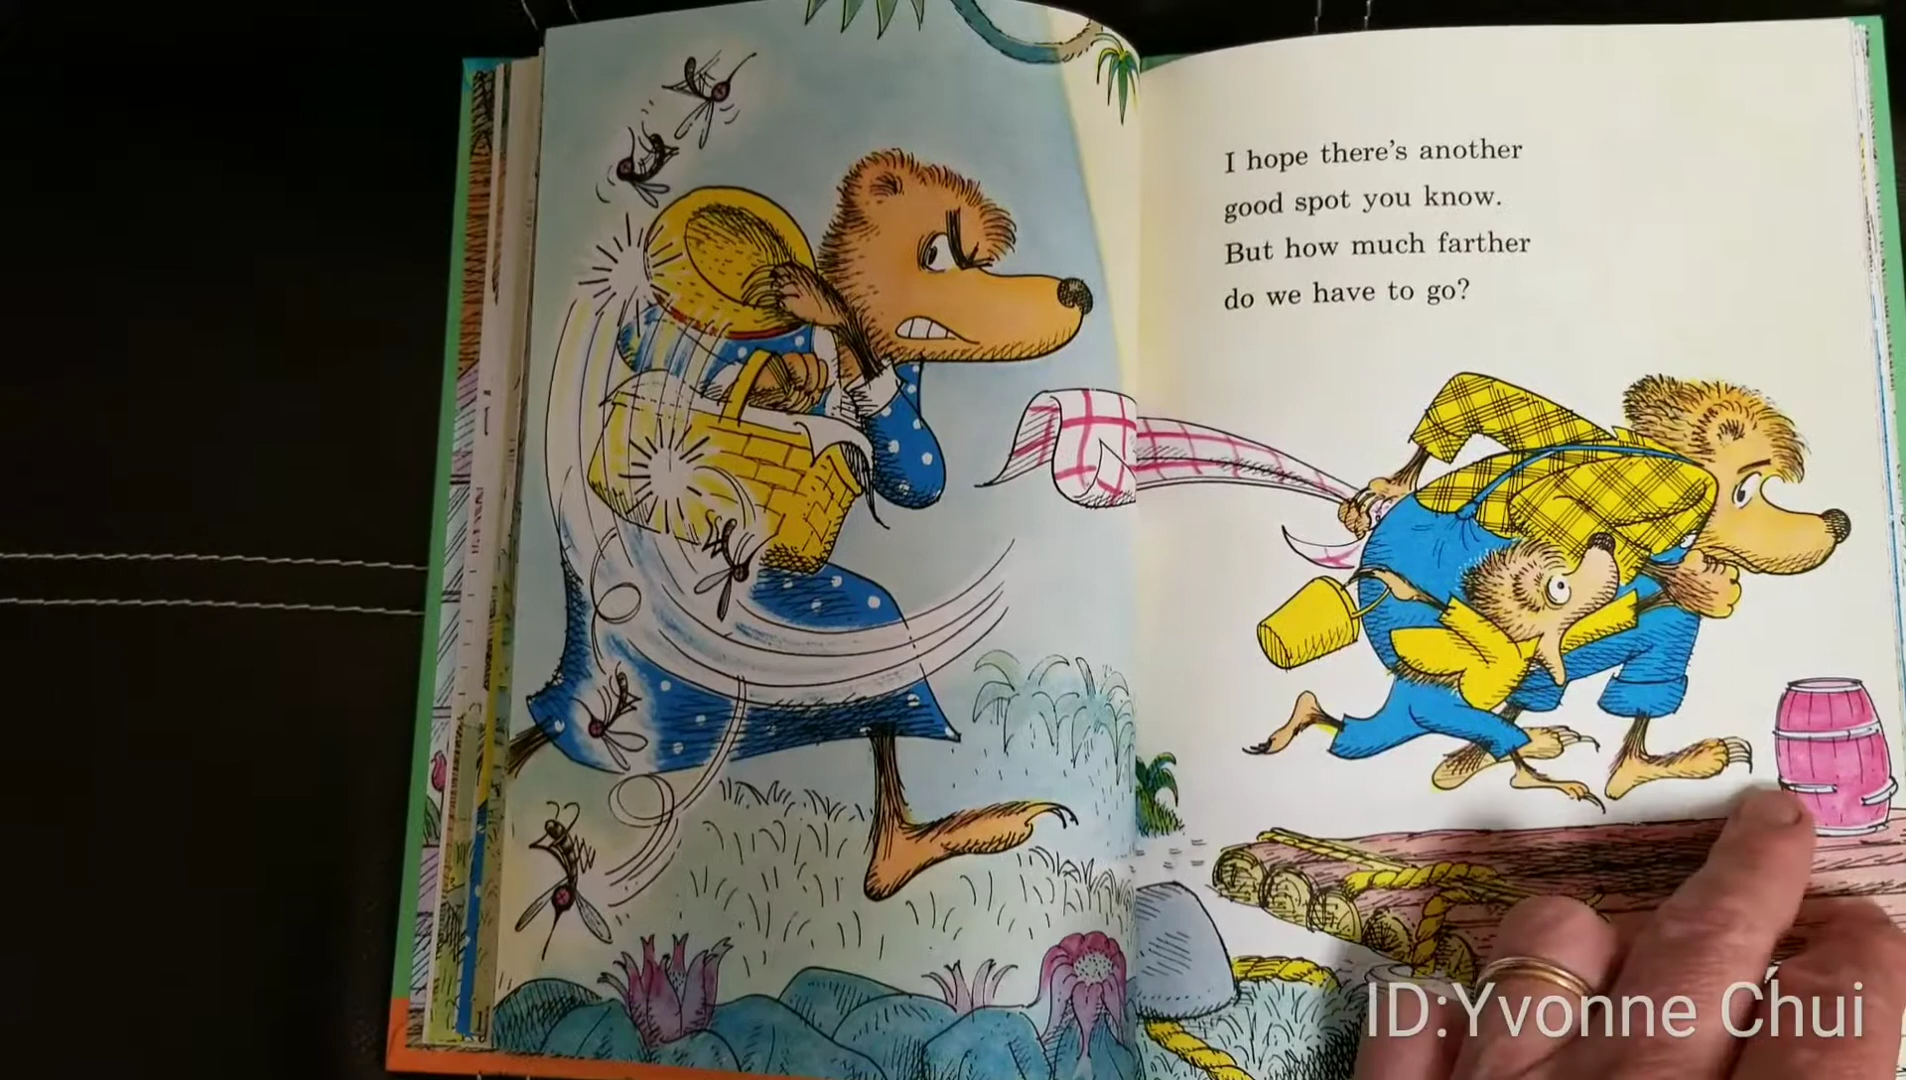 I hope there's another
good spot you know.
But how much farther
do we have to go?
ID:Yvonne Chui